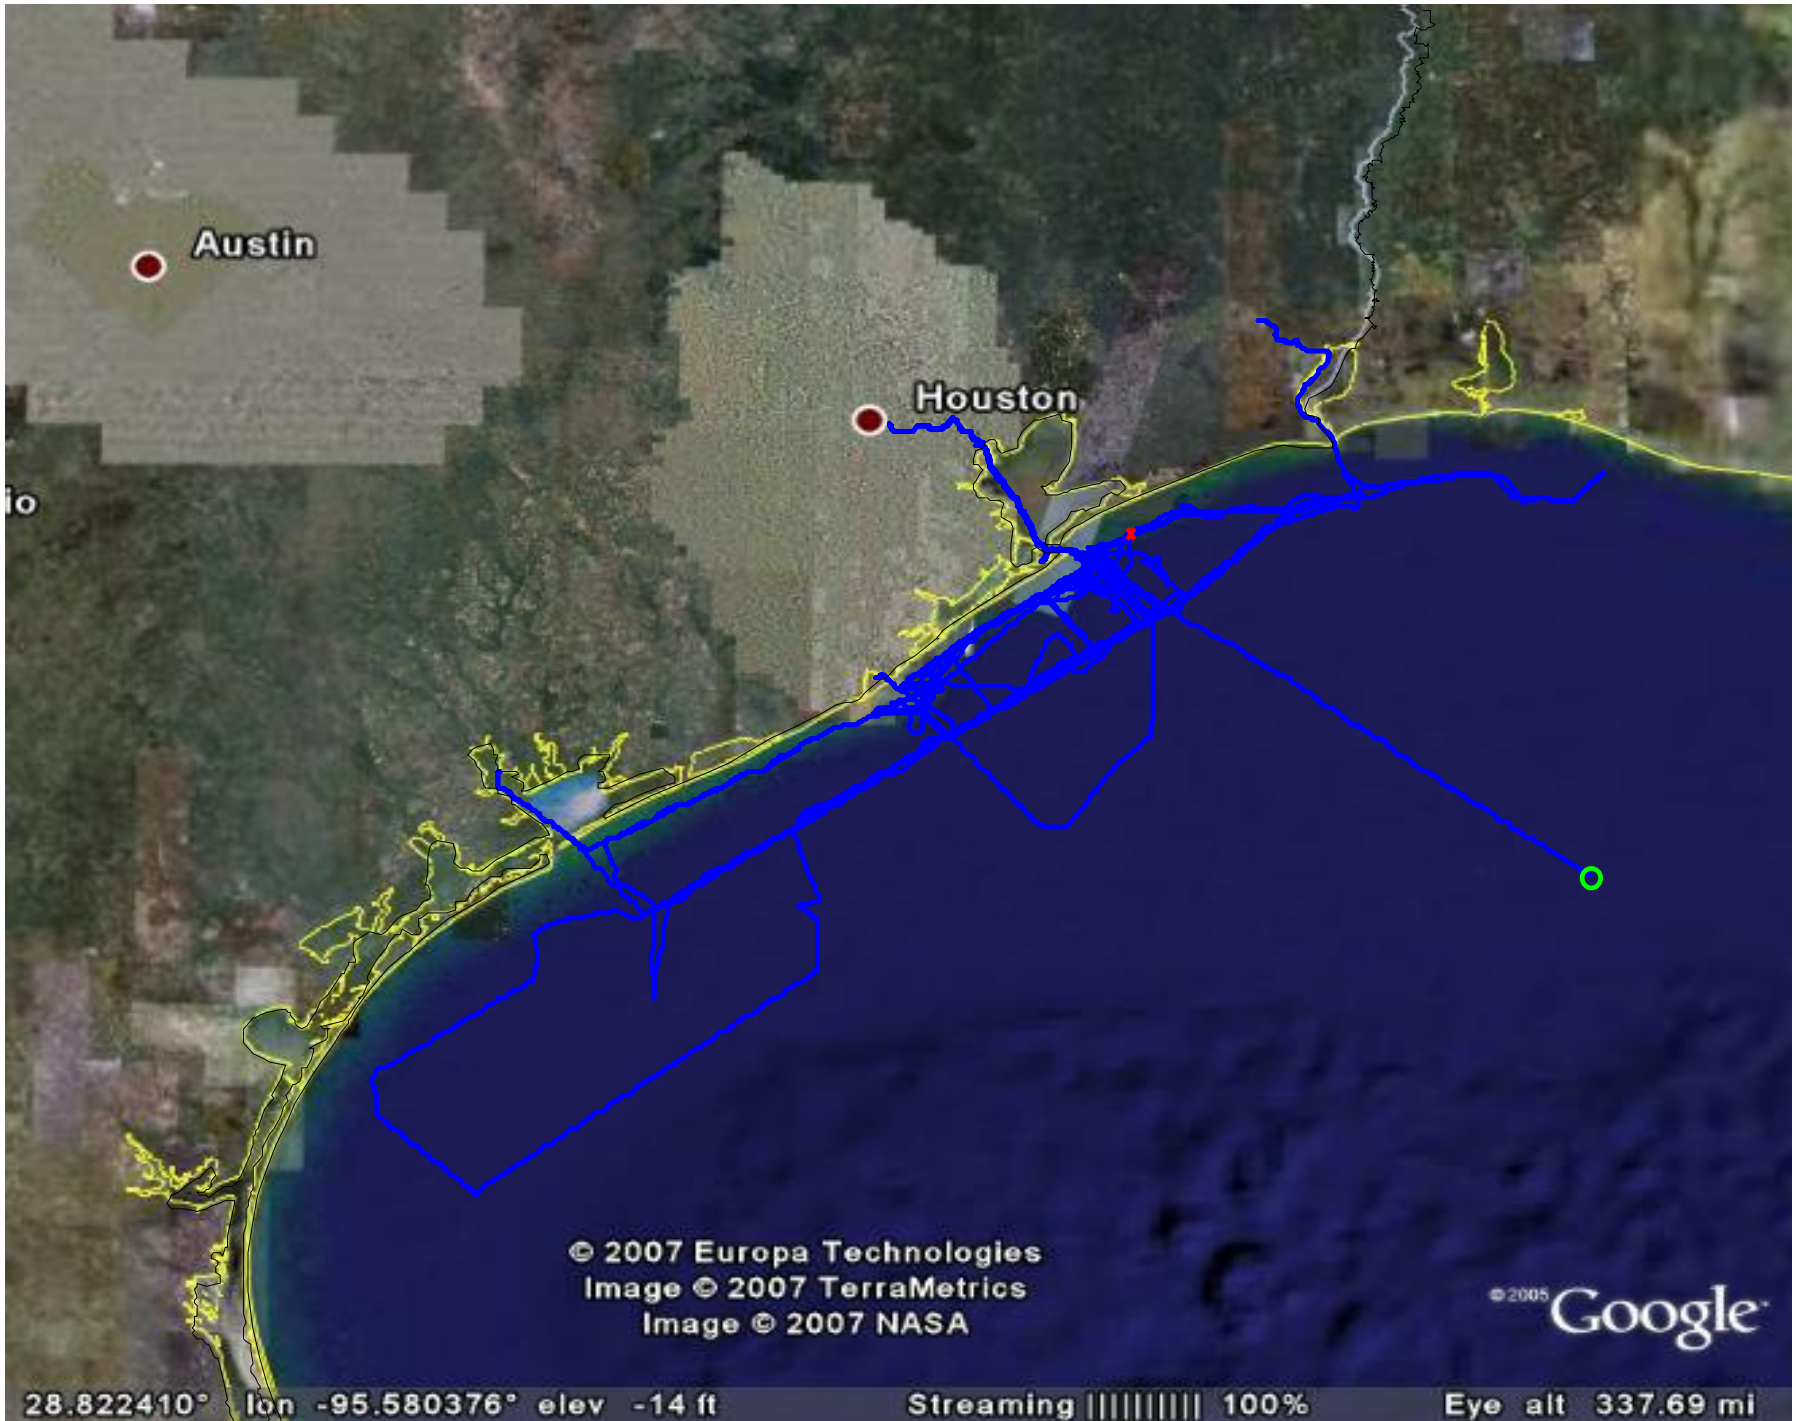 Austin
Houston
io
© 2007 Europa Technologies
Image © 2007 TerraMetrics
Image © 2007 NASA
©2005 Google™
28.822410° lon -95.580376° elev -14 ft Streaming |||||||||| 100% Eye alt 337.69 mi